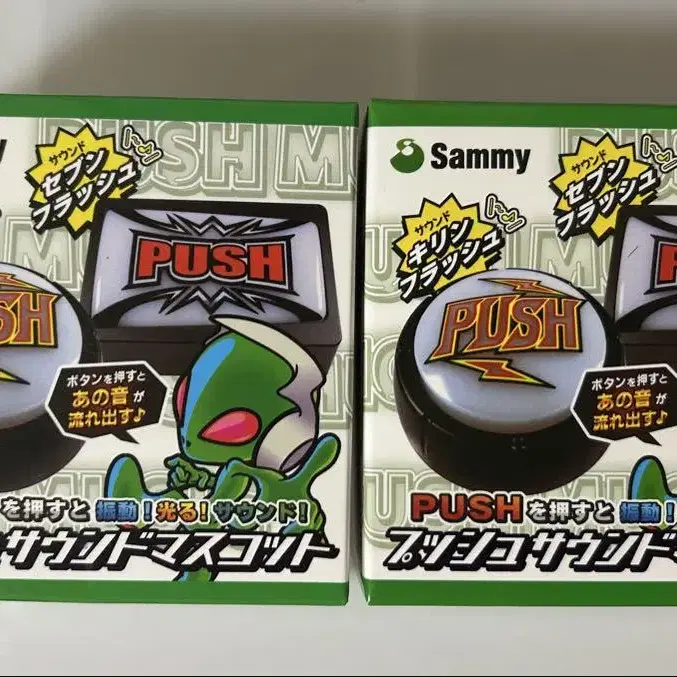 サウンド
セブン
フラッシュ
PUSH
PUSH
ボタンを押すと
あの音が
流れ出す♪
を押すと 振動!光る!サウンド!
サウンドマスコット
Sammy
サウンド
キリン
フラッシュ
サウンド
セブン
フラッシュ
PUSH
ボタンを押すと
あの音が
流れ出す♪
PUSHを押すと 振動!
プッシュサウンド